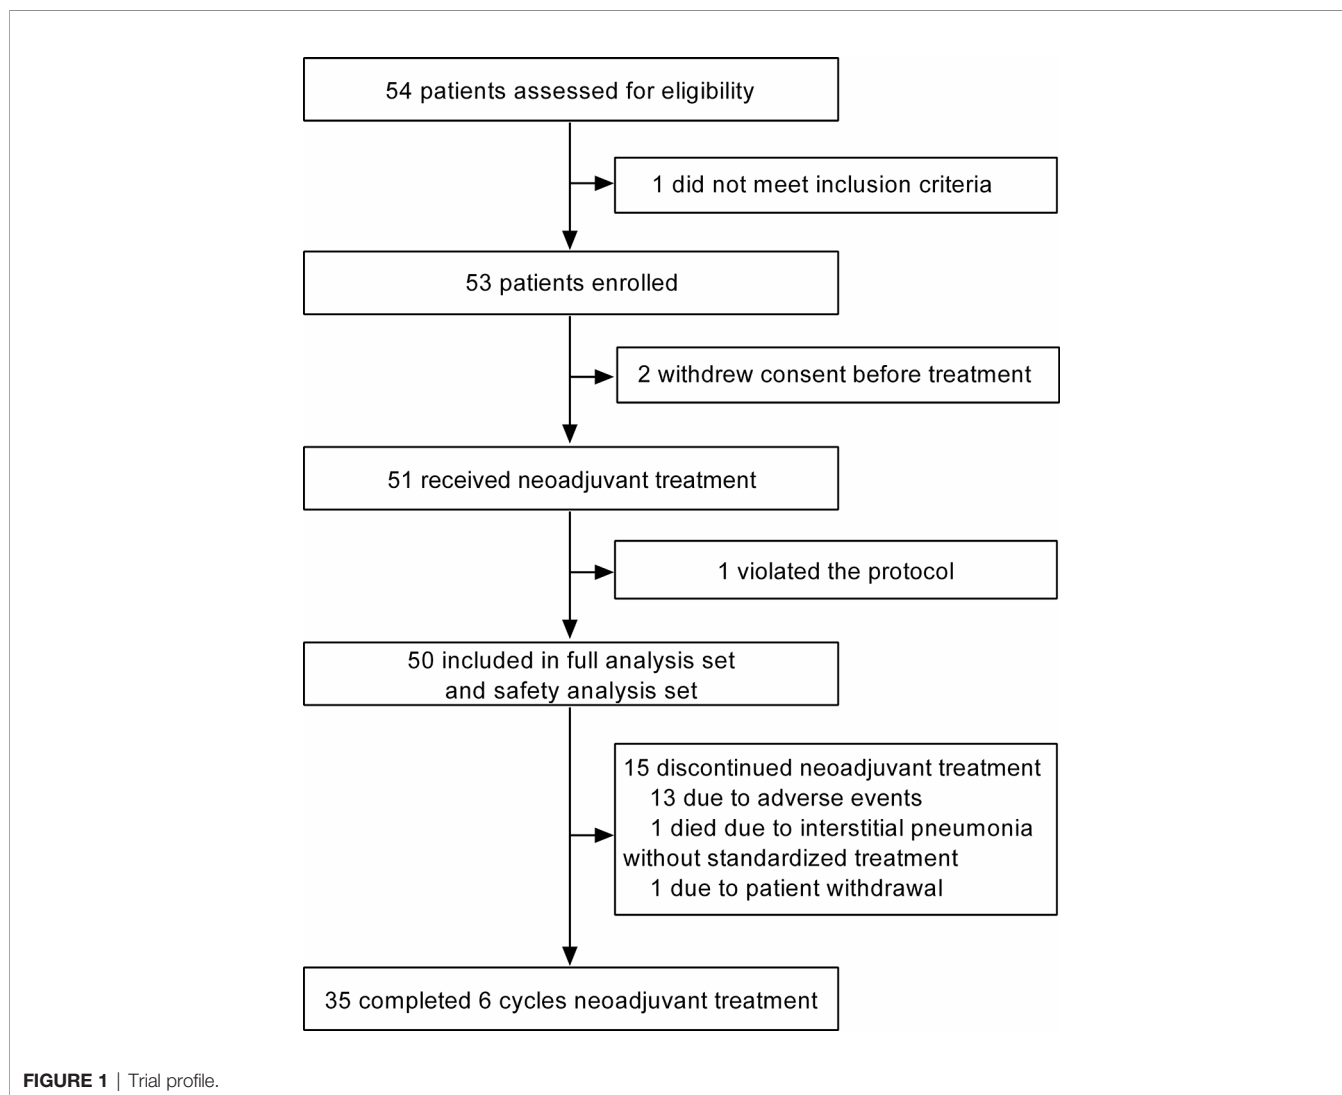 54 patients assessed for eligibility
1 did not meet inclusion criteria
53 patients enrolled
2 withdrew consent before treatment
51 received neoadjuvant treatment
1 violated the protocol
50 included in full analysis set
and safety analysis set
15 discontinued neoadjuvant treatment
13 due to adverse events
1 died due to interstitial pneumonia
without standardized treatment
1 due to patient withdrawal
35 completed 6 cycles neoadjuvant treatment
FIGURE 1 | Trial profile.